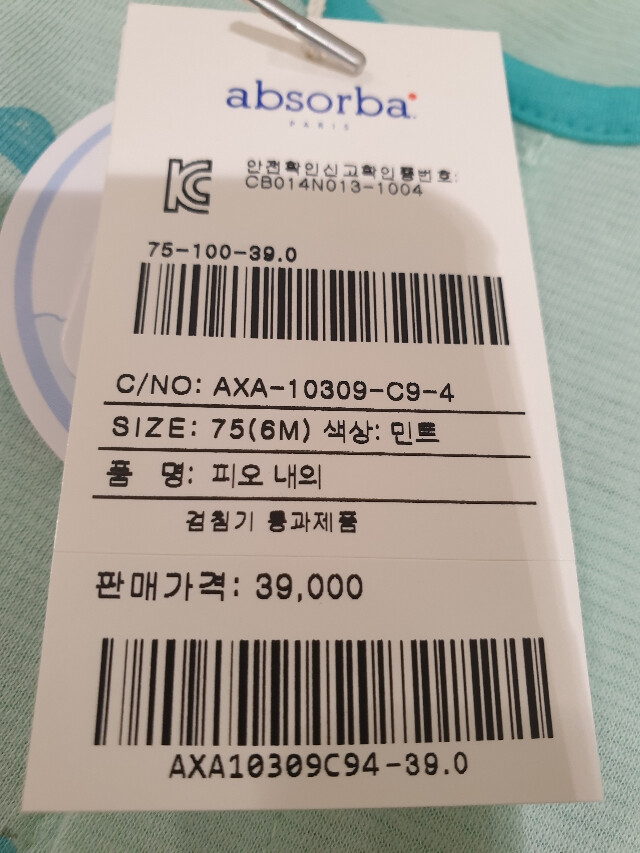 absorba
PARIS
안전확인신고확인증번호:
CB014N013-1004
75-100-39.0
C/NO: AXA-10309-C9-4
SIZE: 75(6M) 색상: 민트
품 명: 피오 내의
검침기 통과제품
판매가격: 39,000
AXA10309C94-39.0